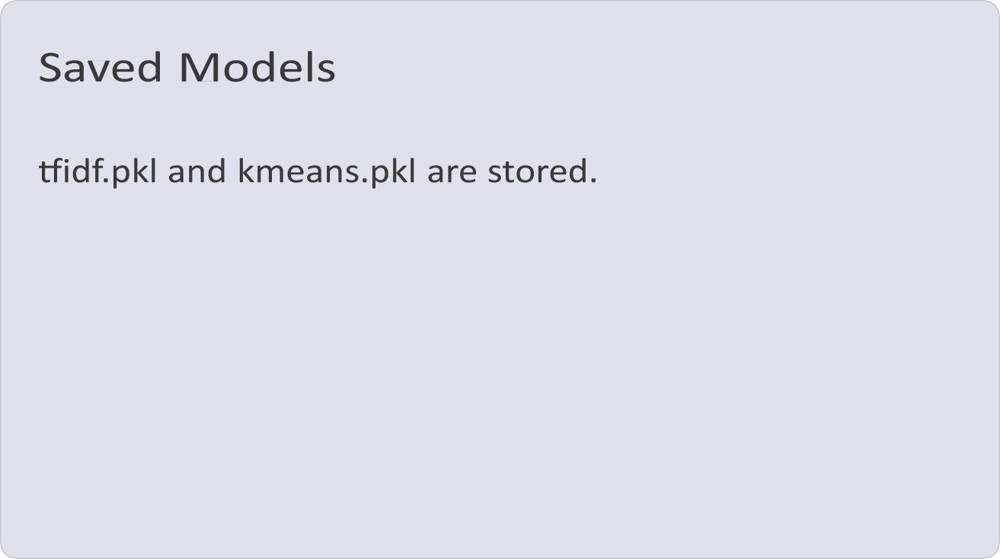 Saved Models
tfidf.pkl and kmeans.pkl are stored.